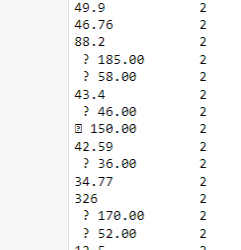 49.9 2
46.76 2
88.2 2
? 185.00 2
? 58.00 2
43.4 2
? 46.00 2
⍰ 150.00 2
42.59 2
? 36.00 2
34.77 2
326 2
? 170.00 2
? 52.00 2